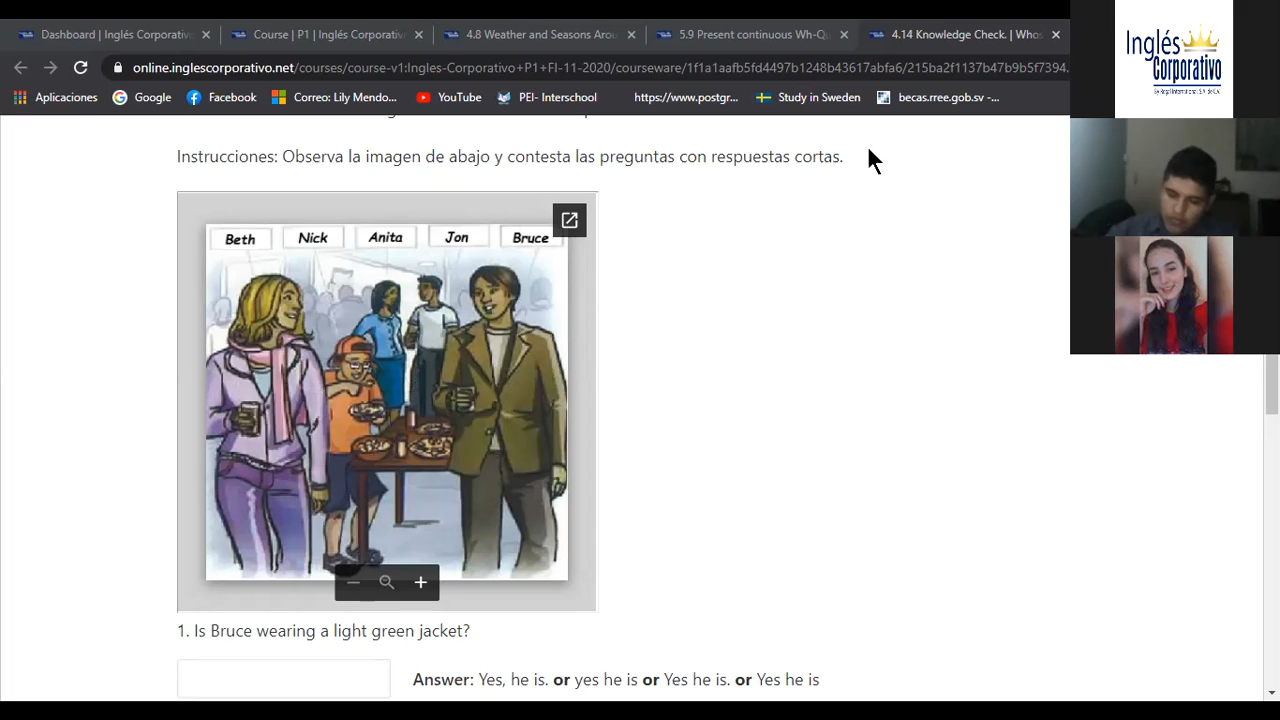 Dashboard | Inglés Corporativo
Course | P1 | Inglés Corporativ
4.8 Weather and Seasons Arou
5.9 Present continuous Wh-Qu
4.14 Knowledge Check. | Whos
online.inglescorporativo.net/courses/course-v1:Ingles-Corporativo+P1+FI-11-2020/courseware/1f1a1aafb5fd4497b1248b43617abfa6/215ba2f1137b47b9b5f7394.
Aplicaciones
Google
Facebook
Correo: Lily Mendo...
PEI- Interschool
https://www.postgr...
Study in Sweden
becas.rree.gob.sv -...
Inglés
Corporativo
Instrucciones: Observa la imagen de abajo y contesta las preguntas con respuestas cortas.
Beth
Nick
Anita
Jon
Bruce
1. Is Bruce wearing a light green jacket?
Answer: Yes, he is. or yes he is or Yes he is. or Yes he is